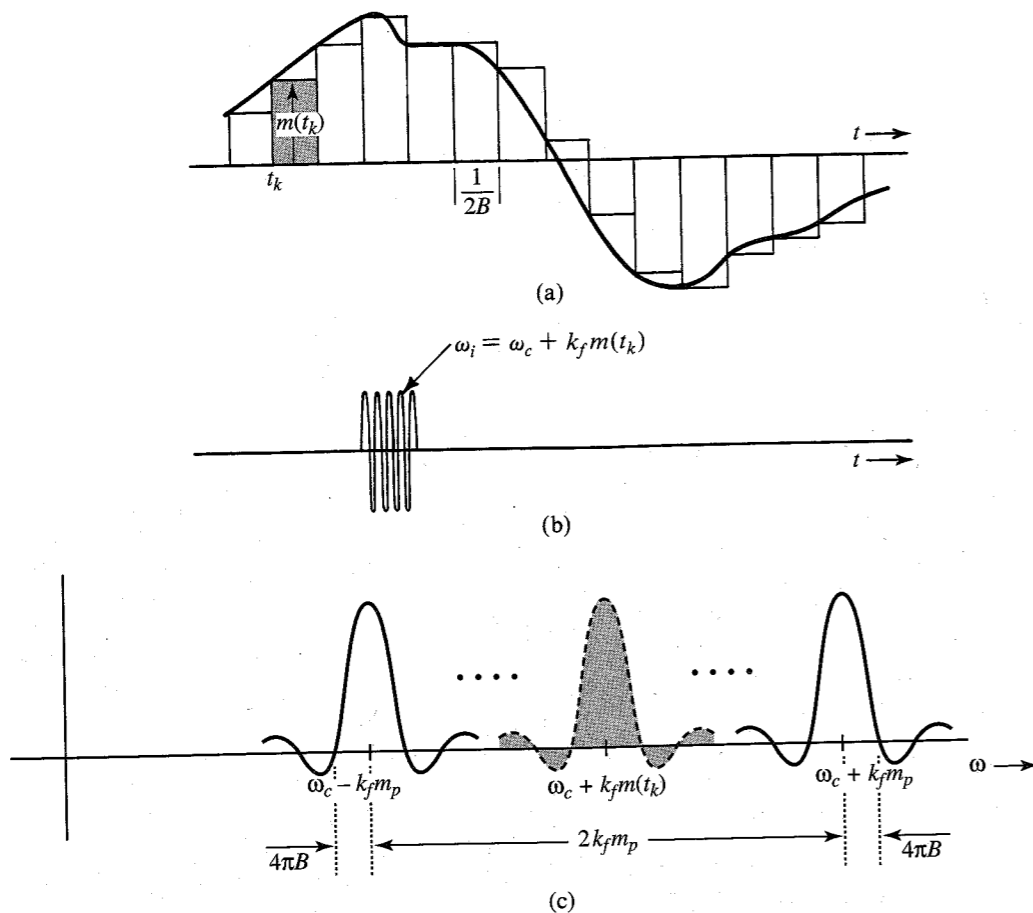 t
m(t_k)
t_k
1/2B
(a)
ω_i = ω_c + k_f m(t_k)
t
(b)
ω_c − k_f m_p
ω_c + k_f m(t_k)
ω_c + k_f m_p
ω
4πB
2k_f m_p
4πB
(c)